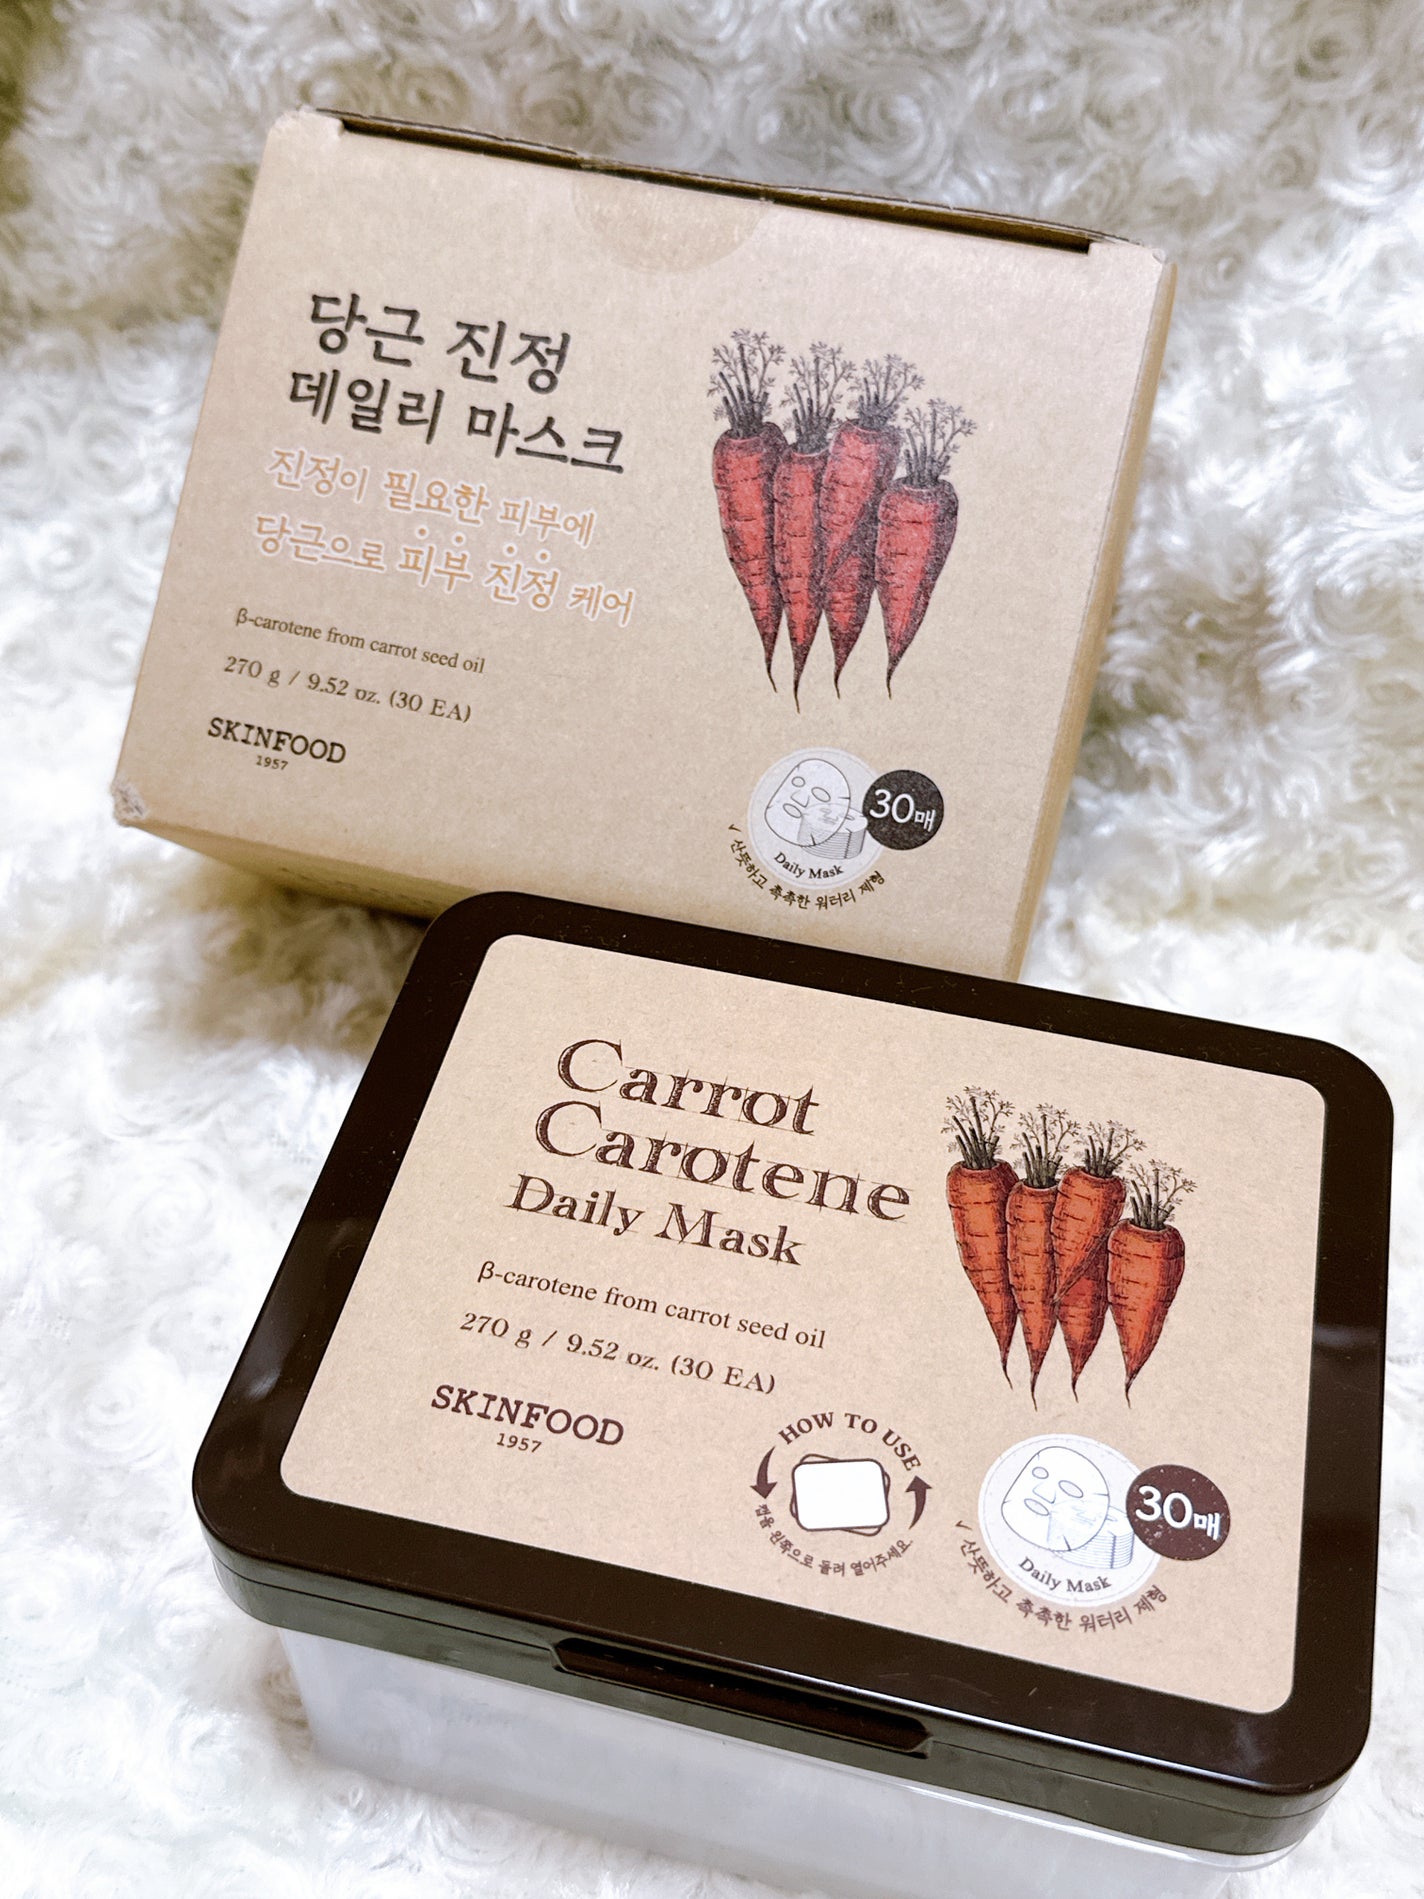 당근 진정
데일리 마스크
진정이 필요한 피부에
당근으로 피부 진정 케어
β-carotene from carrot seed oil
270 g / 9.52 oz. (30 EA)
SKINFOOD
1957
30매
Daily Mask
✓ 산뜻하고 촉촉한 워터리 제형
Carrot
Carotene
Daily Mask
β-carotene from carrot seed oil
270 g / 9.52 oz. (30 EA)
SKINFOOD
1957
HOW TO USE
캡을 왼쪽으로 돌려 열어주세요.
30매
Daily Mask
✓ 산뜻하고 촉촉한 워터리 제형